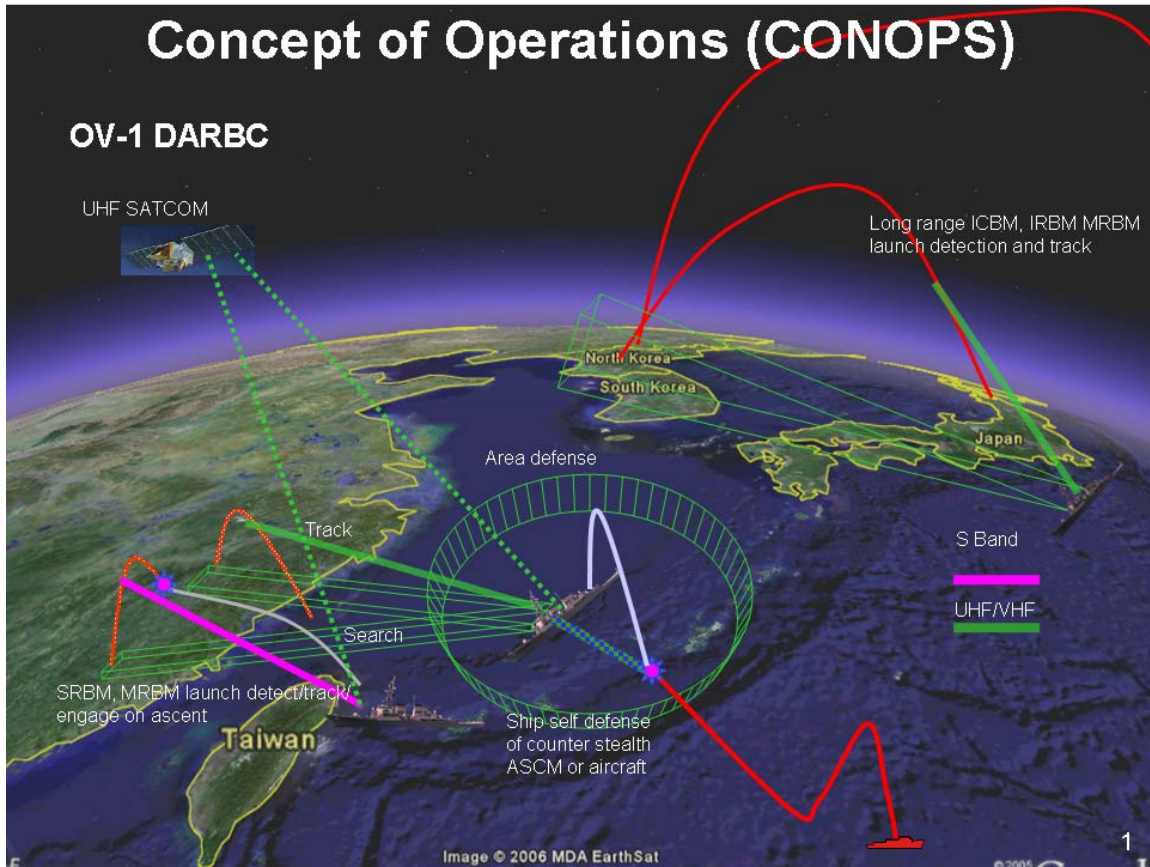 Concept of Operations (CONOPS)
OV-1 DARBC
UHF SATCOM
Long range ICBM, IRBM MRBM
launch detection and track
North Korea
South Korea
Japan
Area defense
Track
S Band
UHF/VHF
Search
SRBM, MRBM launch detect/track/
engage on ascent
Taiwan
Ship self defense
of counter stealth
ASCM or aircraft
1
Image © 2006 MDA EarthSat
©2005